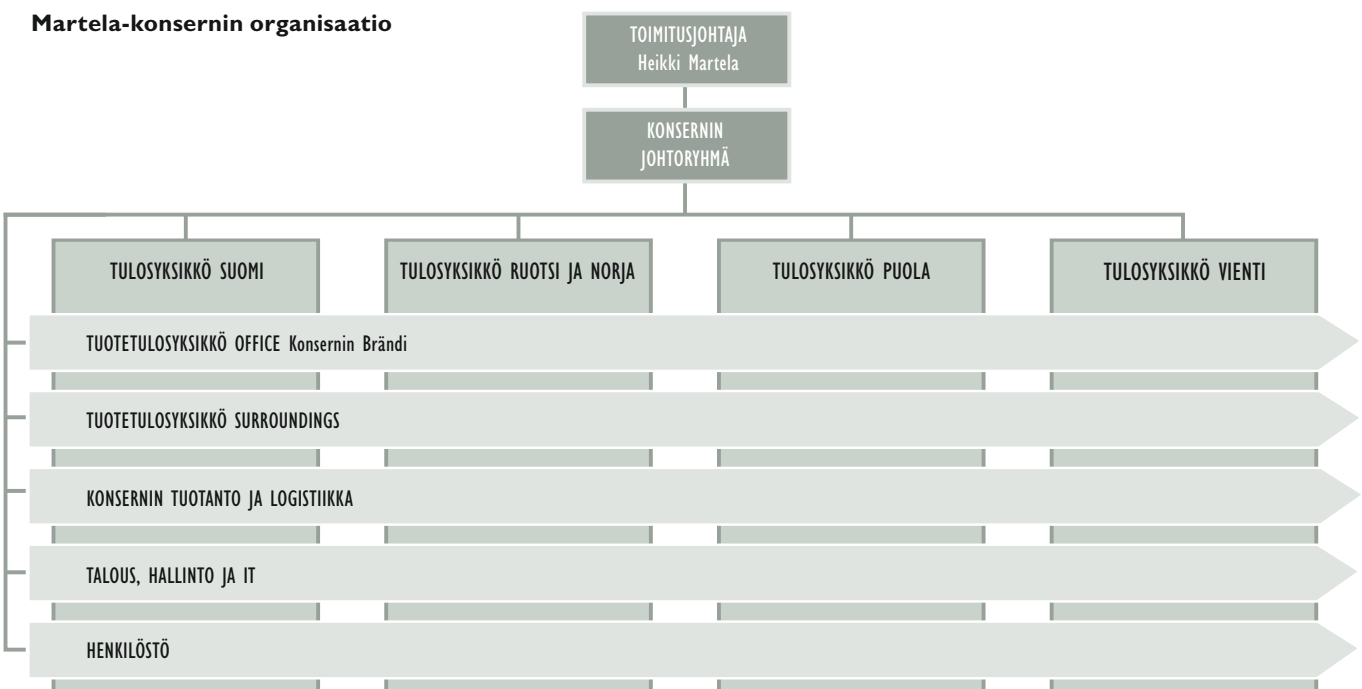 Martela-konsernin organisaatio
TOIMITUSJOHTAJA
Heikki Martela
KONSERNIN
JOHTORYHMÄ
TULOSYKSIKKÖ SUOMI
TULOSYKSIKKÖ RUOTSI JA NORJA
TULOSYKSIKKÖ PUOLA
TULOSYKSIKKÖ VIENTI
TUOTETULOSYKSIKKÖ OFFICE Konsernin Brändi
TUOTETULOSYKSIKKÖ SURROUNDINGS
KONSERNIN TUOTANTO JA LOGISTIIKKA
TALOUS, HALLINTO JA IT
HENKILÖSTÖ